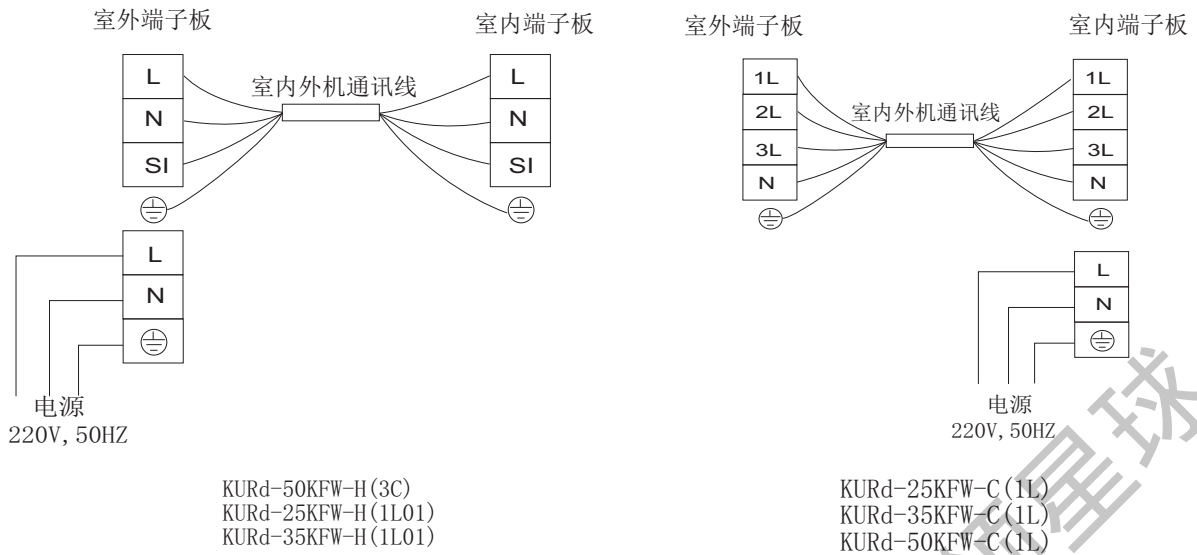 室外端子板
室内端子板
L
N
SI
室内外机通讯线
L
N
SI
L
N
电源
220V,50HZ
KURd-50KFW-H(3C)
KURd-25KFW-H(1L01)
KURd-35KFW-H(1L01)
室外端子板
室内端子板
1L
2L
3L
N
室内外机通讯线
1L
2L
3L
N
L
N
电源
220V,50HZ
KURd-25KFW-C(1L)
KURd-35KFW-C(1L)
KURd-50KFW-C(1L)
星球